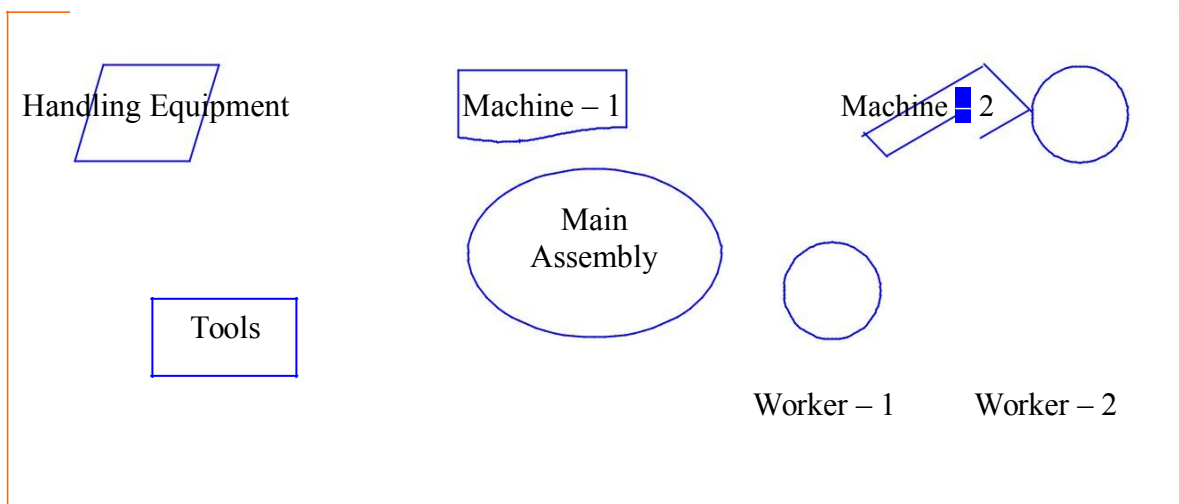 Handling Equipment
Machine – 1
Machine – 2
Main
Assembly
Tools
Worker – 1
Worker – 2